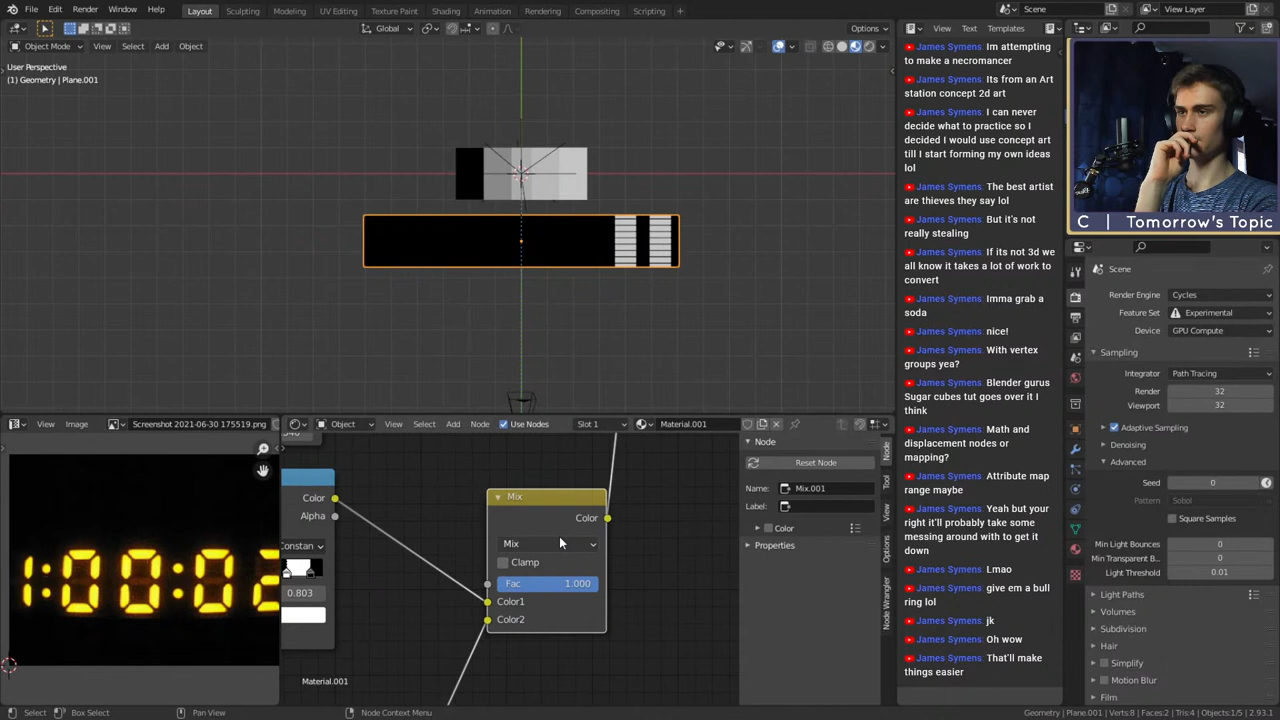 File Edit Render Window Help
Layout Sculpting Modeling UV Editing Texture Paint Shading Animation Rendering Compositing Scripting
Scene
View Layer
Global
Options
View
Text
Templates
Object Mode View Select Add Object
User Perspective
(1) Geometry | Plane.001
James Symens: Im attempting
to make a necromancer
James Symens: Its from an Art
station concept 2d art
James Symens: I can never
decide what to practice so I
decided I would use concept art
till I start forming my own ideas
lol
James Symens: The best artist
are thieves they say lol
James Symens: But it's not
really stealing
James Symens: If its not 3d we
all know it takes a lot of work to
convert
James Symens: Imma grab a
soda
James Symens: nice!
James Symens: With vertex
groups yea?
James Symens: Blender gurus
Sugar cubes tut goes over it I
think
James Symens: Math and
displacement nodes or
mapping?
James Symens: Attribute map
range maybe
James Symens: Yeah but your
right it'll probably take some
messing around with to get it
down
James Symens: Lmao
James Symens: give em a bull
ring lol
James Symens: jk
James Symens: Oh wow
James Symens: That'll make
things easier
C | Tomorrow's Topic
Scene
Render Engine Cycles
Feature Set Experimental
Device GPU Compute
Sampling
Integrator Path Tracing
Render 32
Viewport 32
Adaptive Sampling
Denoising
Advanced
Seed 0
Pattern Sobol
Square Samples
Min Light Bounces 0
Min Transparent B... 0
Light Threshold 0.01
Light Paths
Volumes
Subdivision
Hair
Simplify
Motion Blur
Film
View Image Screenshot 2021-06-30 175519.png
1:00:02
Object View Select Add Node Use Nodes Slot 1 Material.001
Color
Alpha
Constan
0.803
Mix
Color
Mix
Clamp
Fac 1.000
Color1
Color2
Material.001
Node
Reset Node
Name: Mix.001
Label:
Color
Properties
Node
Tool
View
Options
Node Wrangler
Select Box Select Pan View Node Context Menu
Geometry | Plane.001 | Verts:8 | Faces:2 | Tris:4 | Objects:1/5 | 2.93.1